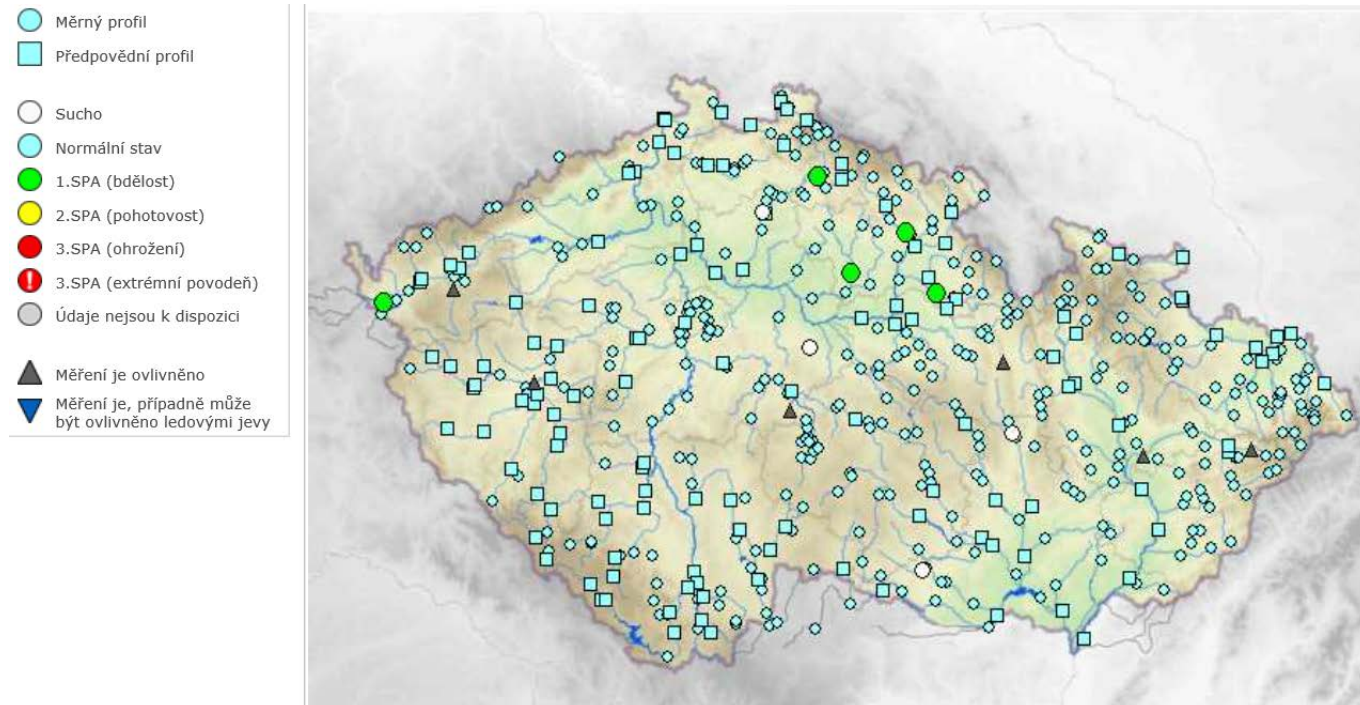 Měrný profil
Předpovědní profil
Sucho
Normální stav
1.SPA (bdělost)
2.SPA (pohotovost)
3.SPA (ohrožení)
3.SPA (extrémní povodeň)
Údaje nejsou k dispozici
Měření je ovlivněno
Měření je, případně může
být ovlivněno ledovými jevy